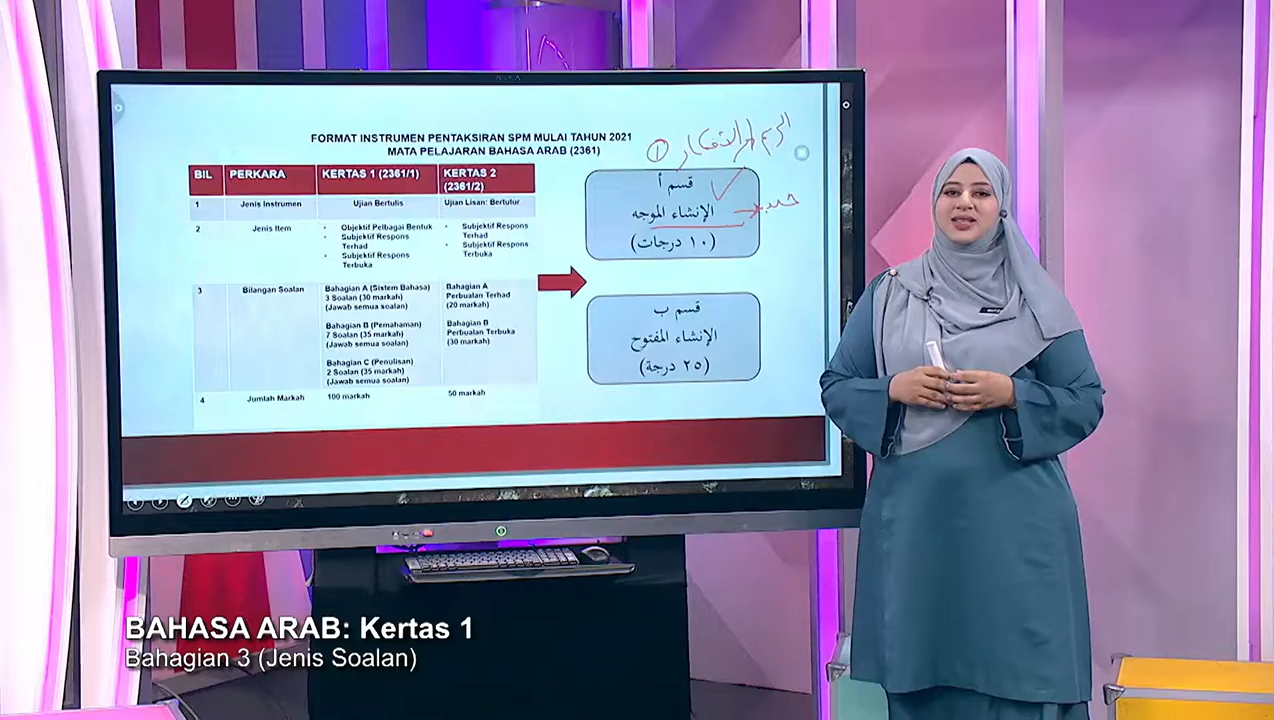 FORMAT INSTRUMEN PENTAKSIRAN SPM MULAI TAHUN 2021
MATA PELAJARAN BAHASA ARAB (2361)
BIL PERKARA KERTAS 1 (2361/1) KERTAS 2 (2361/2)
1 Jenis Instrumen Ujian Bertulis Ujian Lisan: Bertutur
2 Jenis Item
• Objektif Pelbagai Bentuk
• Subjektif Respons
Terhad
• Subjektif Respons
Terbuka
• Subjektif Respons
Terhad
• Subjektif Respons
Terbuka
3 Bilangan Soalan
Bahagian A (Sistem Bahasa)
3 Soalan (30 markah)
(Jawab semua soalan)
Bahagian B (Pemahaman)
7 Soalan (35 markah)
(Jawab semua soalan)
Bahagian C (Penulisan)
2 Soalan (35 markah)
(Jawab semua soalan)
Bahagian A
Perbualan Terhad
(20 markah)
Bahagian B
Perbualan Terbuka
(30 markah)
4 Jumlah Markah 100 markah 50 markah
قسم أ
الإنشاء الموجه
(١٠ درجات)
قسم ب
الإنشاء المفتوح
(٢٥ درجة)
BAHASA ARAB: Kertas 1
Bahagian 3 (Jenis Soalan)